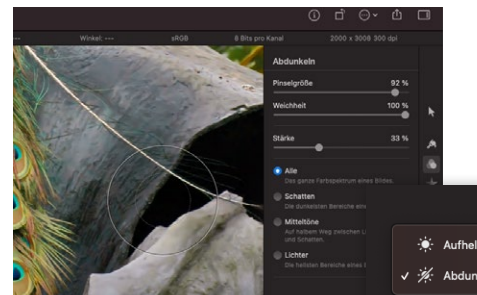 Winkel: --- sRGB 8 Bits pro Kanal 2000 x 3008 300 dpi
Abdunkeln
Pinselgröße 92 %
Weichheit 100 %
Stärke 33 %
Alle
Das ganze Farbspektrum eines Bildes.
Schatten
Die dunkelsten Bereiche
Mitteltöne
Auf halbem Weg zwischen
und Schatten.
Lichter
Die hellsten Bereiche eines
Aufhel
Abdun